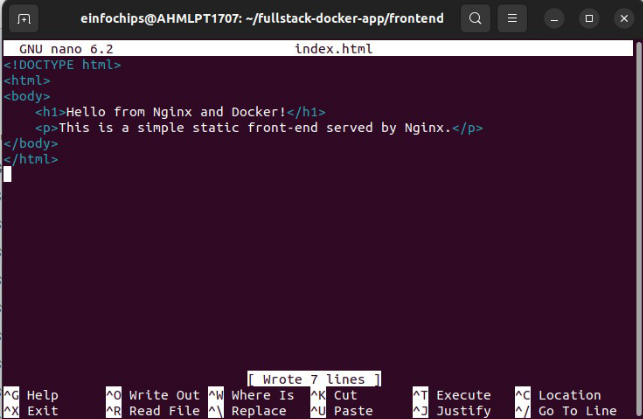 einfochips@AHMLPT1707: ~/fullstack-docker-app/frontend
GNU nano 6.2 index.html
<!DOCTYPE html>
<html>
<body>
    <h1>Hello from Nginx and Docker!</h1>
    <p>This is a simple static front-end served by Nginx.</p>
</body>
</html>
[ Wrote 7 lines ]
^G Help ^O Write Out ^W Where Is ^K Cut ^T Execute ^C Location
^X Exit ^R Read File ^\ Replace ^U Paste ^J Justify ^/ Go To Line